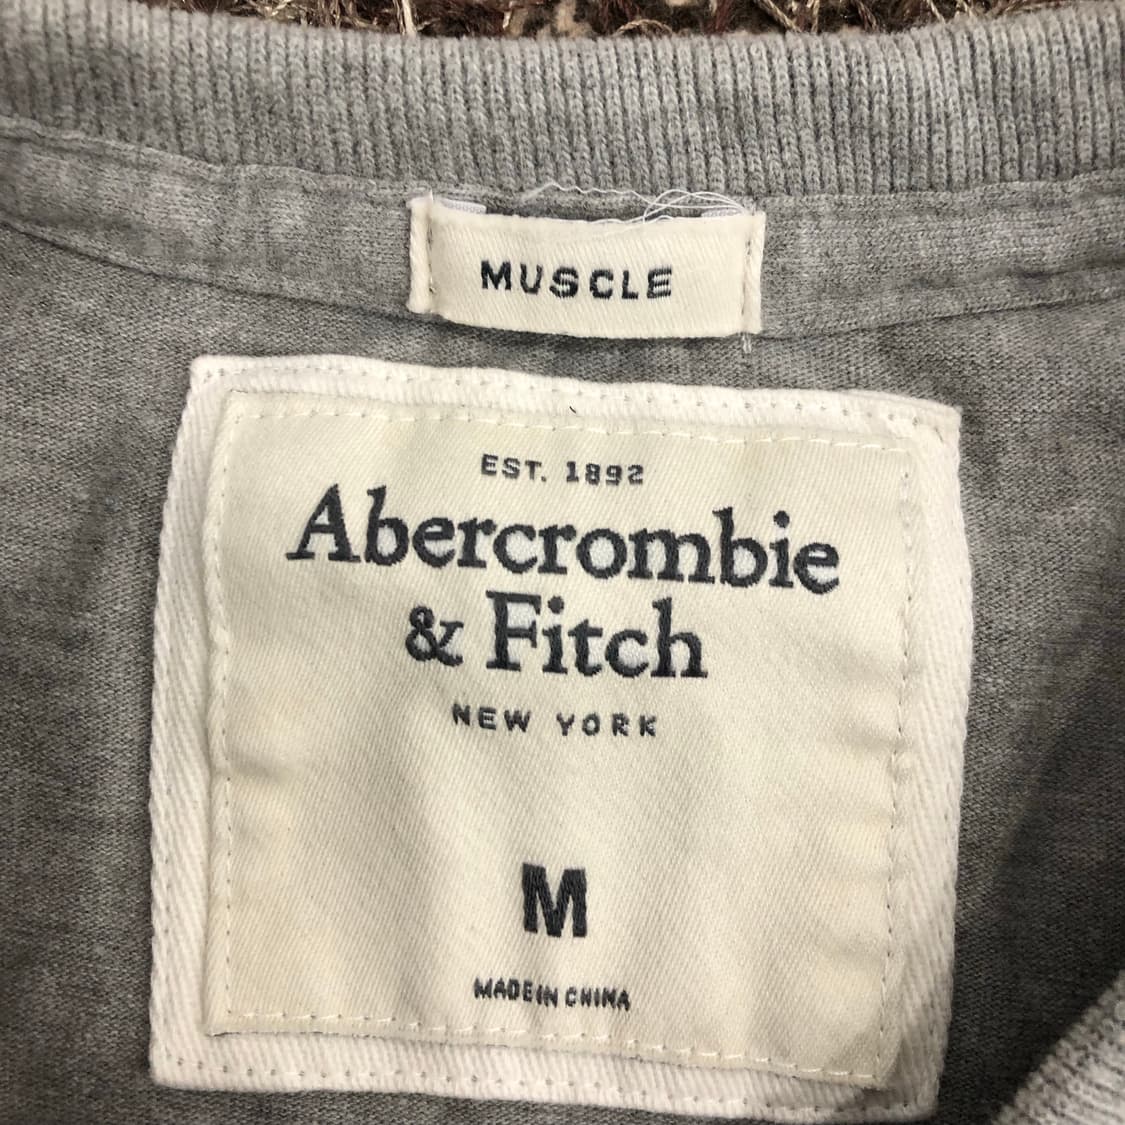 MUSCLE
EST. 1892
Abercrombie
& Fitch
NEW YORK
M
MADE IN CHINA